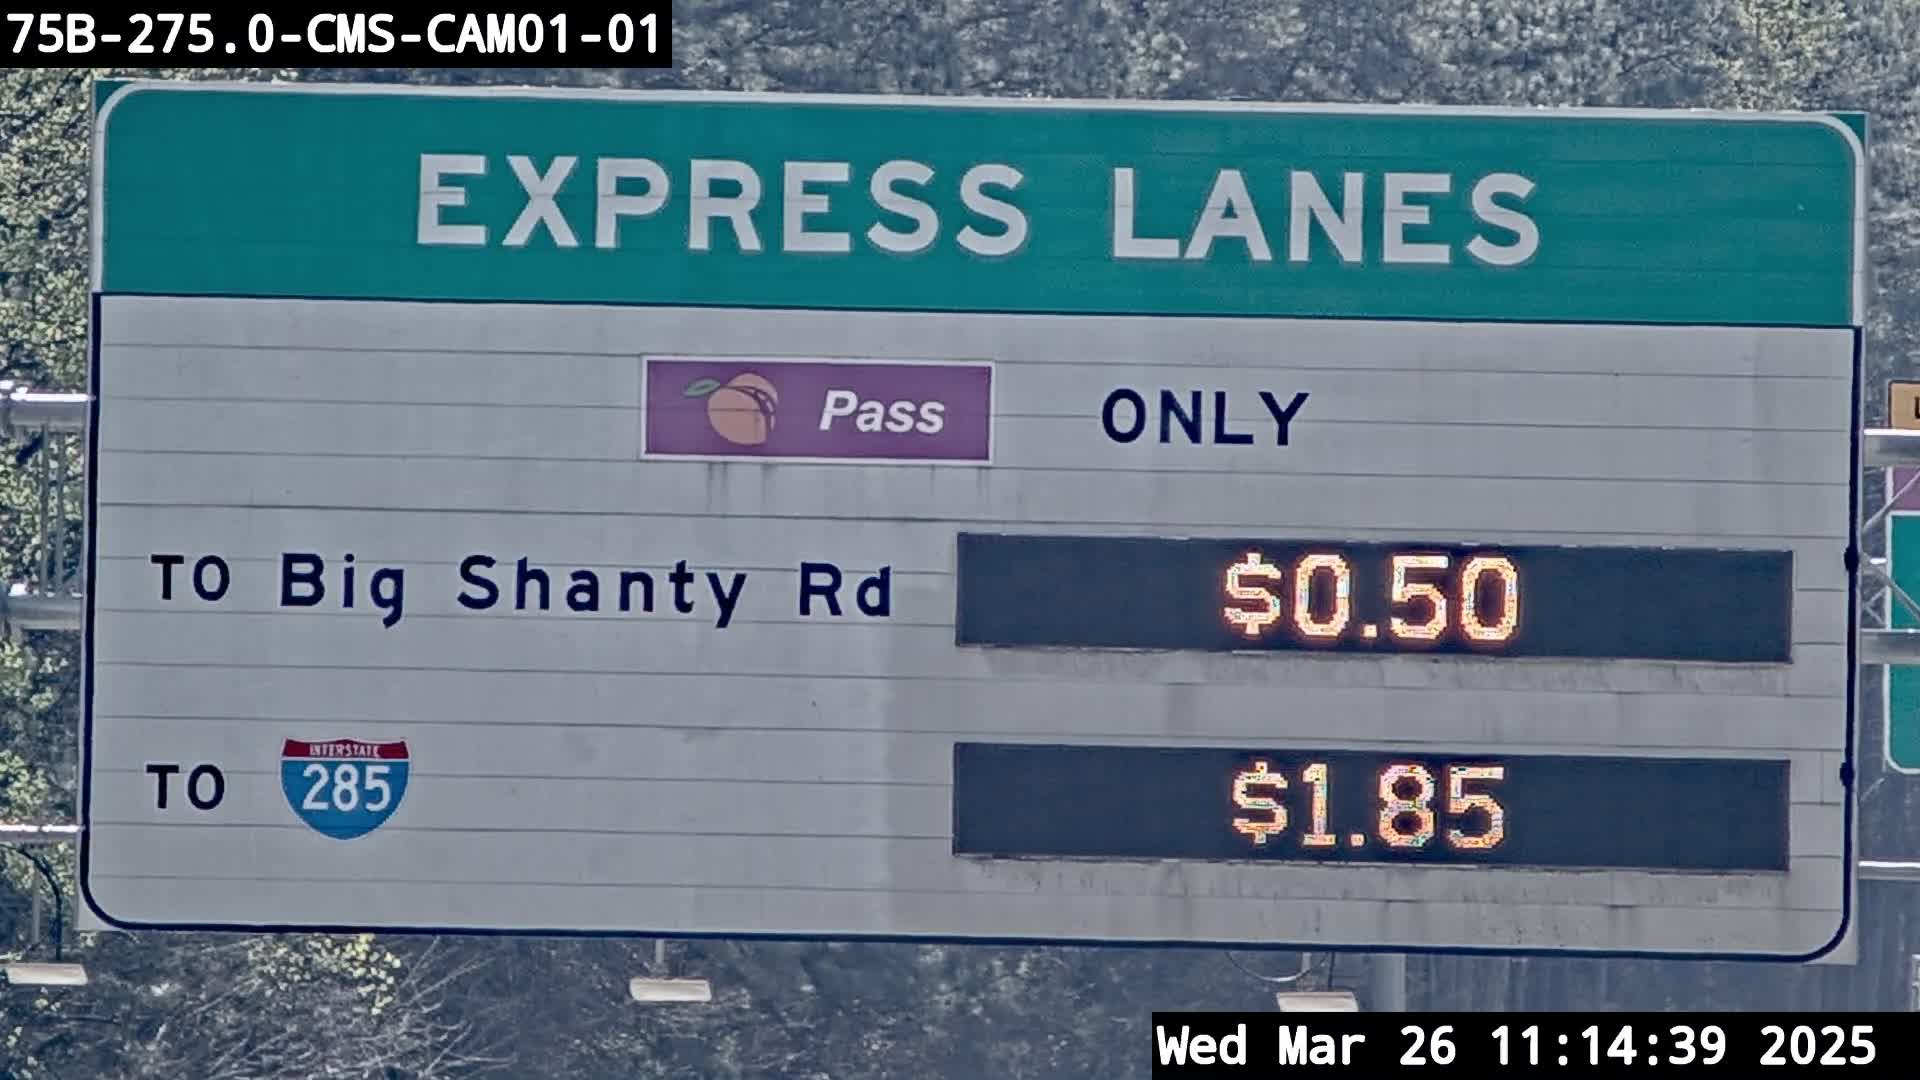 75B-275.0-CMS-CAM01-01
EXPRESS LANES
Pass ONLY
TO Big Shanty Rd $0.50
TO INTERSTATE 285 $1.85
Wed Mar 26 11:14:39 2025